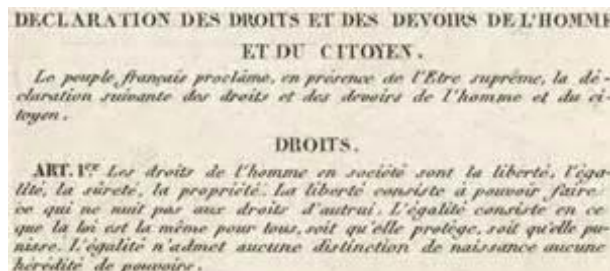 DECLARATION DES DROITS ET DES DEVOIRS DE L'HOMME
ET DU CITOYEN.
Le peuple français proclame, en présence de l'Etre suprême, la dé-
claration suivante des droits et des devoirs de l'homme et du ci-
toyen.
DROITS.
ART. 1er Les droits de l'homme en société sont la liberté, l'éga-
lité, la sûreté, la propriété. La liberté consiste à pouvoir faire
ce qui ne nuit pas aux droits d'autrui. L'égalité consiste en ce
que la loi est la même pour tous, soit qu'elle protège, soit qu'elle pu-
nisse. L'égalité n'admet aucune distinction de naissance aucune
hérédité de pouvoirs.